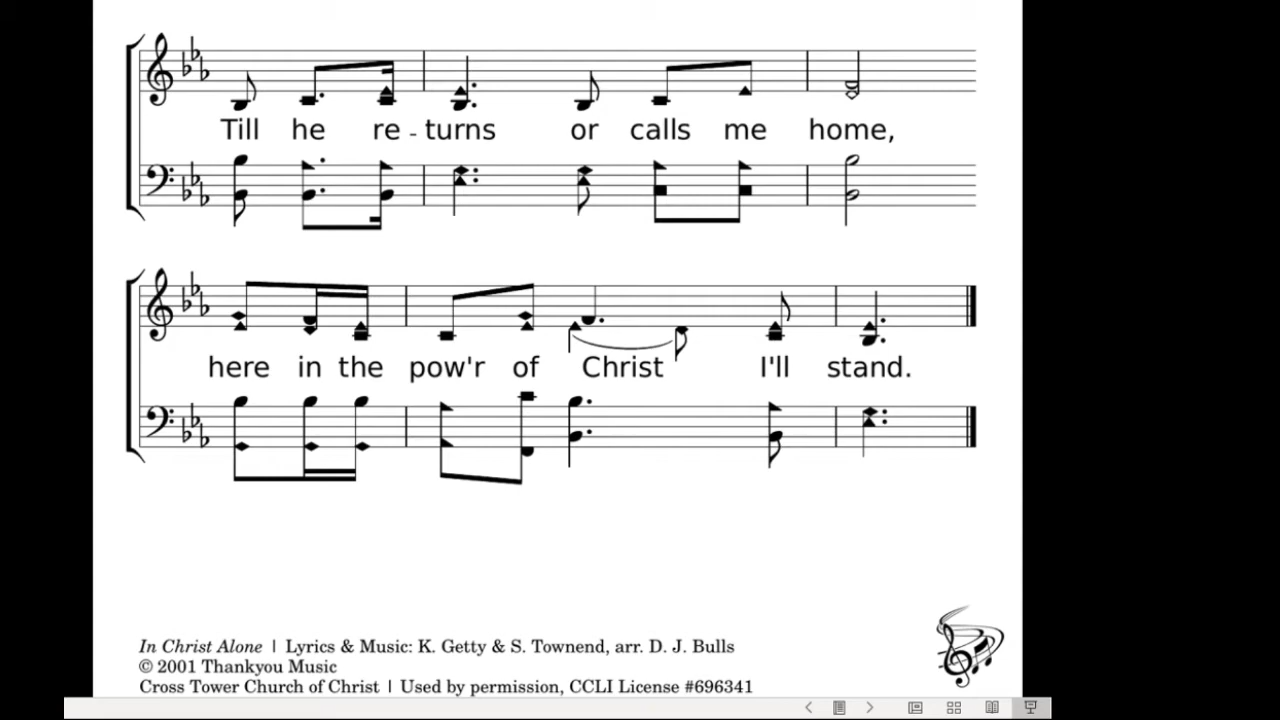 Till he re - turns or calls me home,
here in the pow'r of Christ I'll stand.
In Christ Alone | Lyrics & Music: K. Getty & S. Townend, arr. D. J. Bulls
© 2001 Thankyou Music
Cross Tower Church of Christ | Used by permission, CCLI License #696341